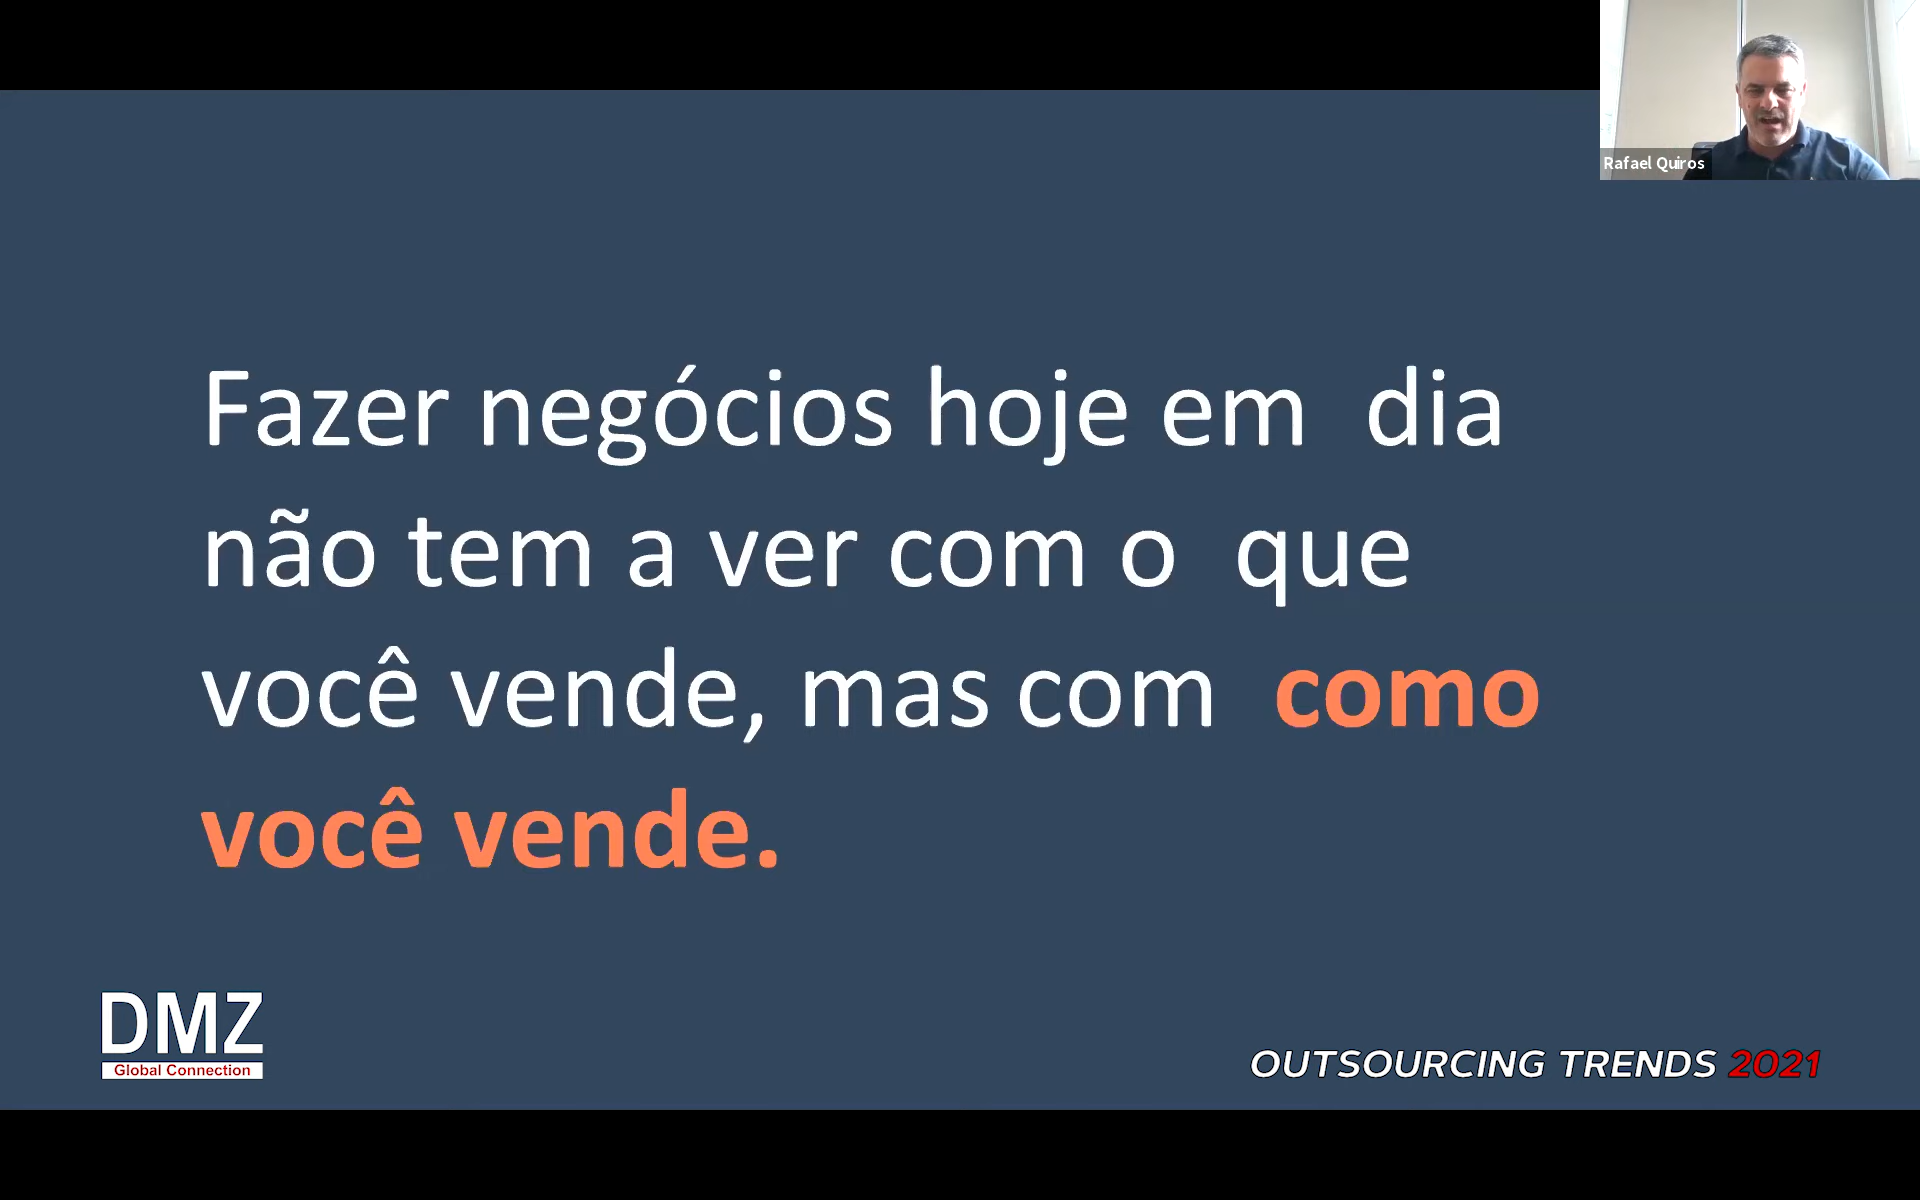 Rafael Quiros
Fazer negócios hoje em dia
não tem a ver com o que
você vende, mas com como
você vende.
DMZ
Global Connection
OUTSOURCING TRENDS 2021